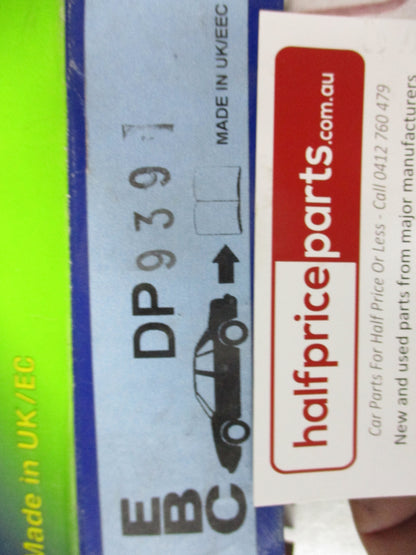 Made in UK/EC
EBC
DP9391
MADE IN UK/EEC
halfpriceparts.com.au
Car Parts For Half Price Or Less - Call 0412 760 479
New and used parts from major manufacturers